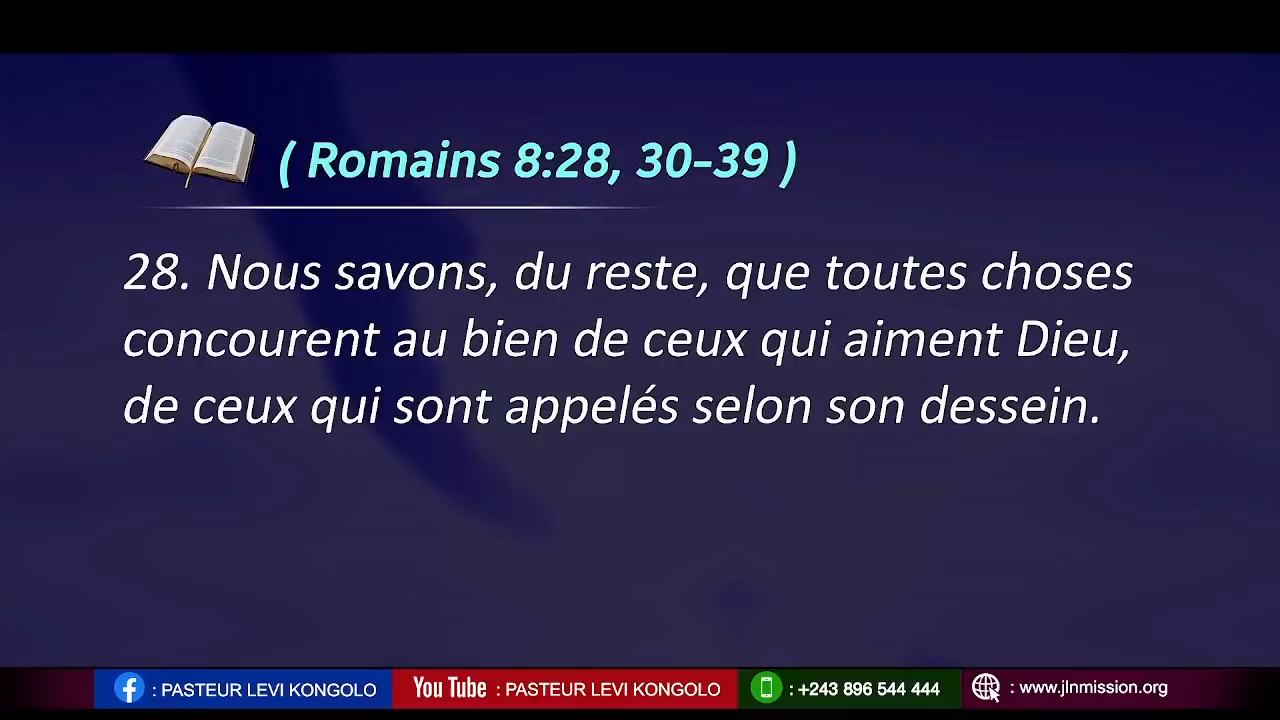 ( Romains 8:28, 30-39 )
28. Nous savons, du reste, que toutes choses
concourent au bien de ceux qui aiment Dieu,
de ceux qui sont appelés selon son dessein.
: PASTEUR LEVI KONGOLO
You Tube : PASTEUR LEVI KONGOLO
: +243 896 544 444
: www.jlnmission.org